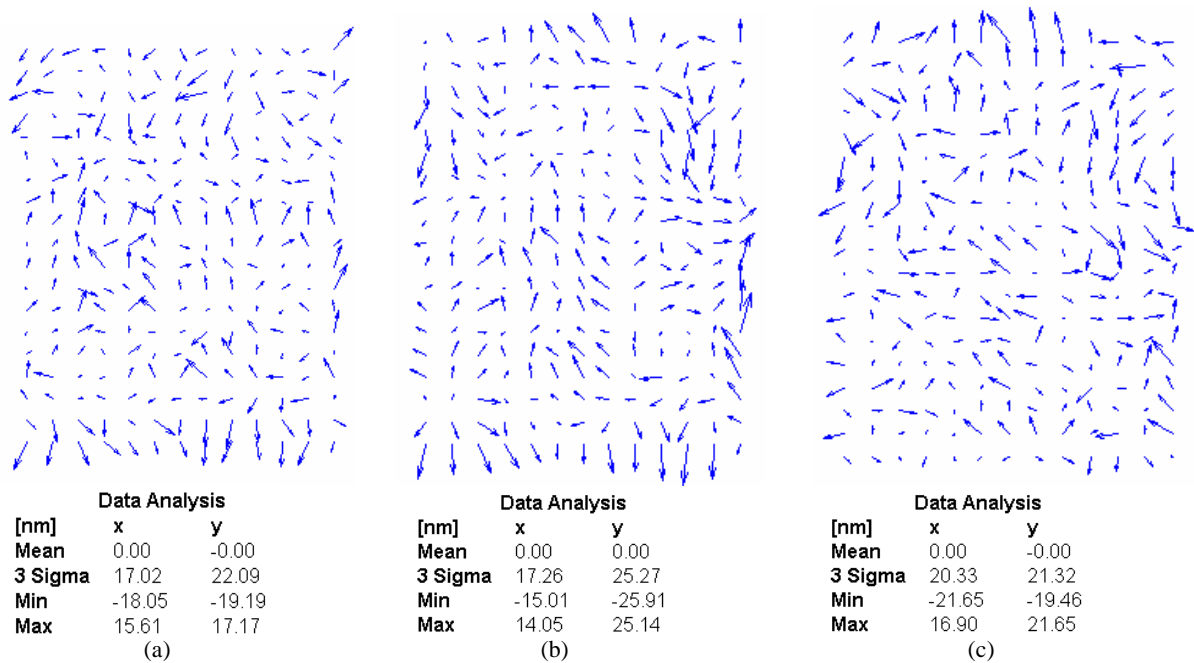 Data Analysis
[nm] x y
Mean 0.00 -0.00
3 Sigma 17.02 22.09
Min -18.05 -19.19
Max 15.61 17.17
(a)
Data Analysis
[nm] x y
Mean 0.00 0.00
3 Sigma 17.26 25.27
Min -15.01 -25.91
Max 14.05 25.14
(b)
Data Analysis
[nm] x y
Mean 0.00 -0.00
3 Sigma 20.33 21.32
Min -21.65 -19.46
Max 16.90 21.65
(c)